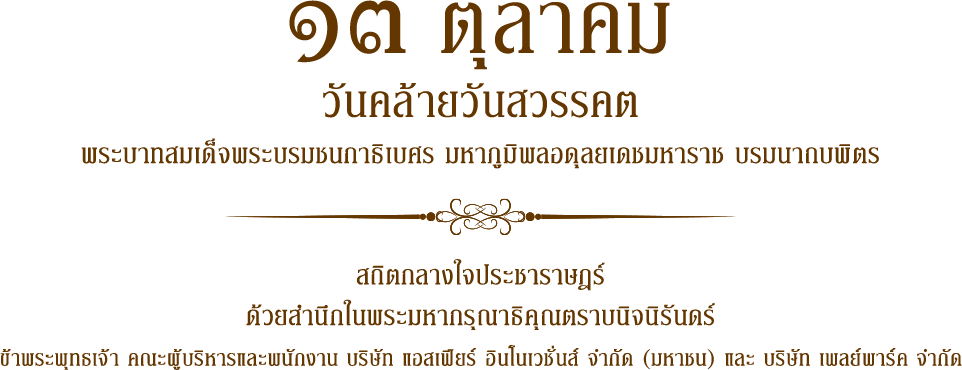 ๑๓ ตุลาคม
วันคล้ายวันสวรรคต
พระบาทสมเด็จพระบรมชนกาธิเบศร มหาภูมิพลอดุลยเดชมหาราช บรมนาถบพิตร
สถิตกลางใจประชาราษฎร์
ด้วยสำนึกในพระมหากรุณาธิคุณตราบนิจนิรันดร์
ข้าพระพุทธเจ้า คณะผู้บริหารและพนักงาน บริษัท แอสเฟียร์ อินโนเวชั่นส์ จำกัด (มหาชน) และ บริษัท เพลย์พาร์ค จำกัด